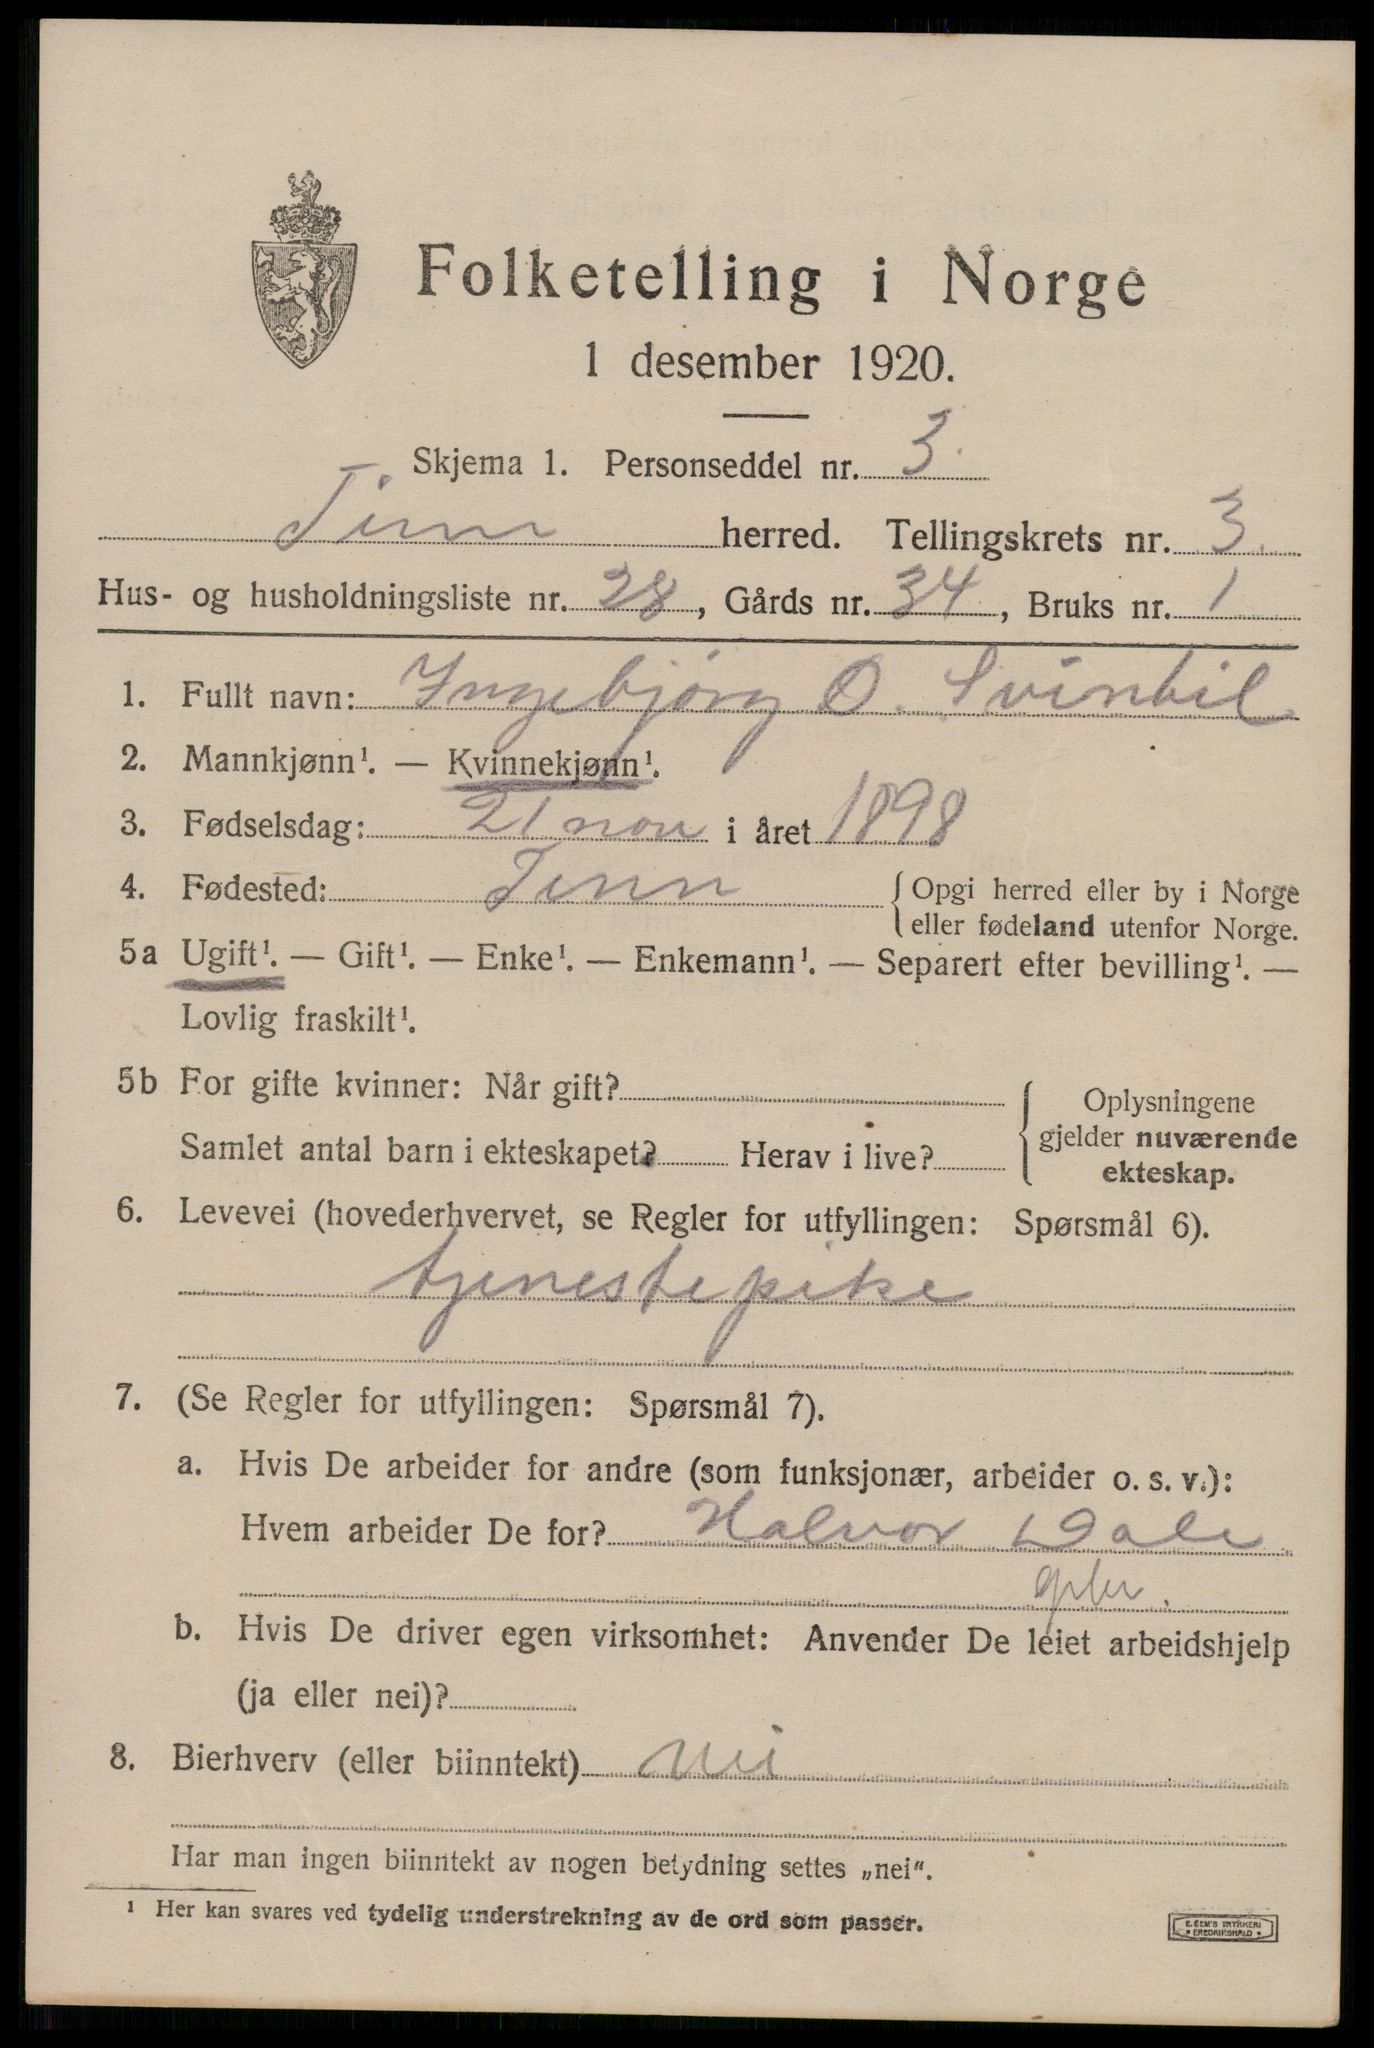 Folketelling i Norge
1 desember 1920.
Skjema 1. Personseddel nr. 3.
Tinn herred. Tellingskrets nr. 3.
Hus- og husholdningsliste nr. 28, Gårds nr. 34, Bruks nr. 1
1. Fullt navn: Ingebjørg O. Svinbil
2. Mannkjønn¹. — Kvinnekjønn¹.
3. Fødselsdag: 21 nov i året 1898
4. Fødested: Tinn { Opgi herred eller by i Norge
eller fødeland utenfor Norge.
5a Ugift¹. — Gift¹. — Enke¹. — Enkemann¹. — Separert efter bevilling¹. —
Lovlig fraskilt¹.
5b For gifte kvinner: Når gift?
Samlet antal barn i ekteskapet? Herav i live?
{ Oplysningene
gjelder nuværende
ekteskap.
6. Levevei (hovederhvervet, se Regler for utfyllingen: Spørsmål 6).
tjenestepike
7. (Se Regler for utfyllingen: Spørsmål 7).
a. Hvis De arbeider for andre (som funksjonær, arbeider o. s. v.):
Hvem arbeider De for? Halvor Dale
gbr.
b. Hvis De driver egen virksomhet: Anvender De leiet arbeidshjelp
(ja eller nei)?
8. Bierhverv (eller biinntekt) nei
Har man ingen biinntekt av nogen betydning settes „nei".
¹ Her kan svares ved tydelig understrekning av de ord som passer.
E. SEM'S TRYKKERI
FREDRIKSHALD